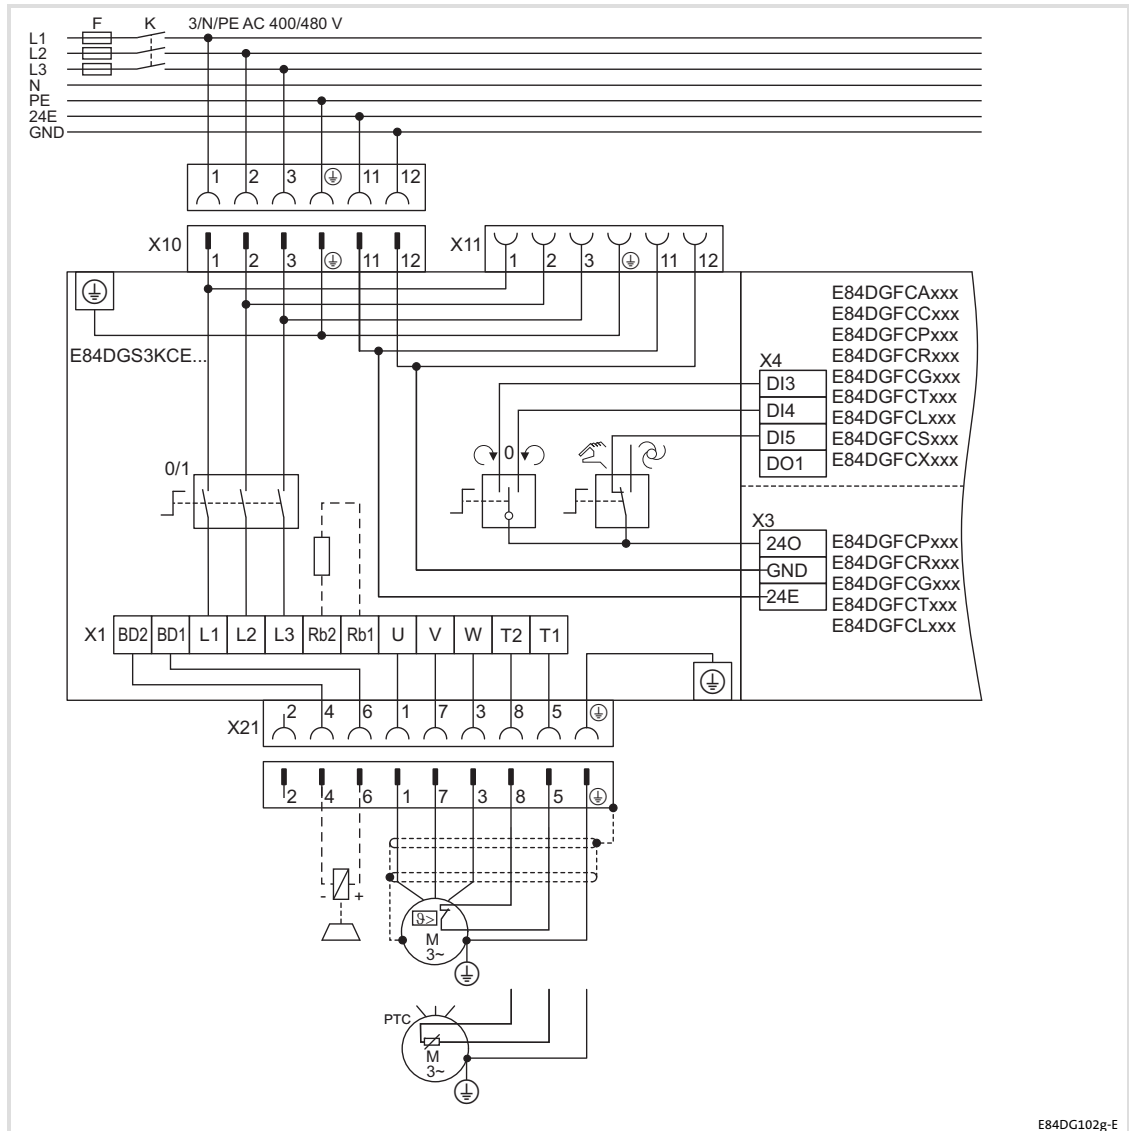 F K 3/N/PE AC 400/480 V
L1
L2
L3
N
PE
24E
GND
1 2 3 11 12
X10
1 2 3 11 12
X11
1 2 3 11 12
E84DGS3KCE...
E84DGFCAxxx
E84DGFCCxxx
E84DGFCPxxx
E84DGFCRxxx
E84DGFCGxxx
E84DGFCTxxx
E84DGFCLxxx
E84DGFCSxxx
E84DGFCXxxx
X4
DI3
DI4
DI5
DO1
0/1
0
X3
24O
GND
24E
E84DGFCPxxx
E84DGFCRxxx
E84DGFCGxxx
E84DGFCTxxx
E84DGFCLxxx
X1 BD2 BD1 L1 L2 L3 Rb2 Rb1 U V W T2 T1
X21
2 4 6 1 7 3 8 5
2 4 6 1 7 3 8 5
- +
ϑ>
M
3~
PTC
M
3~
E84DG102g-E